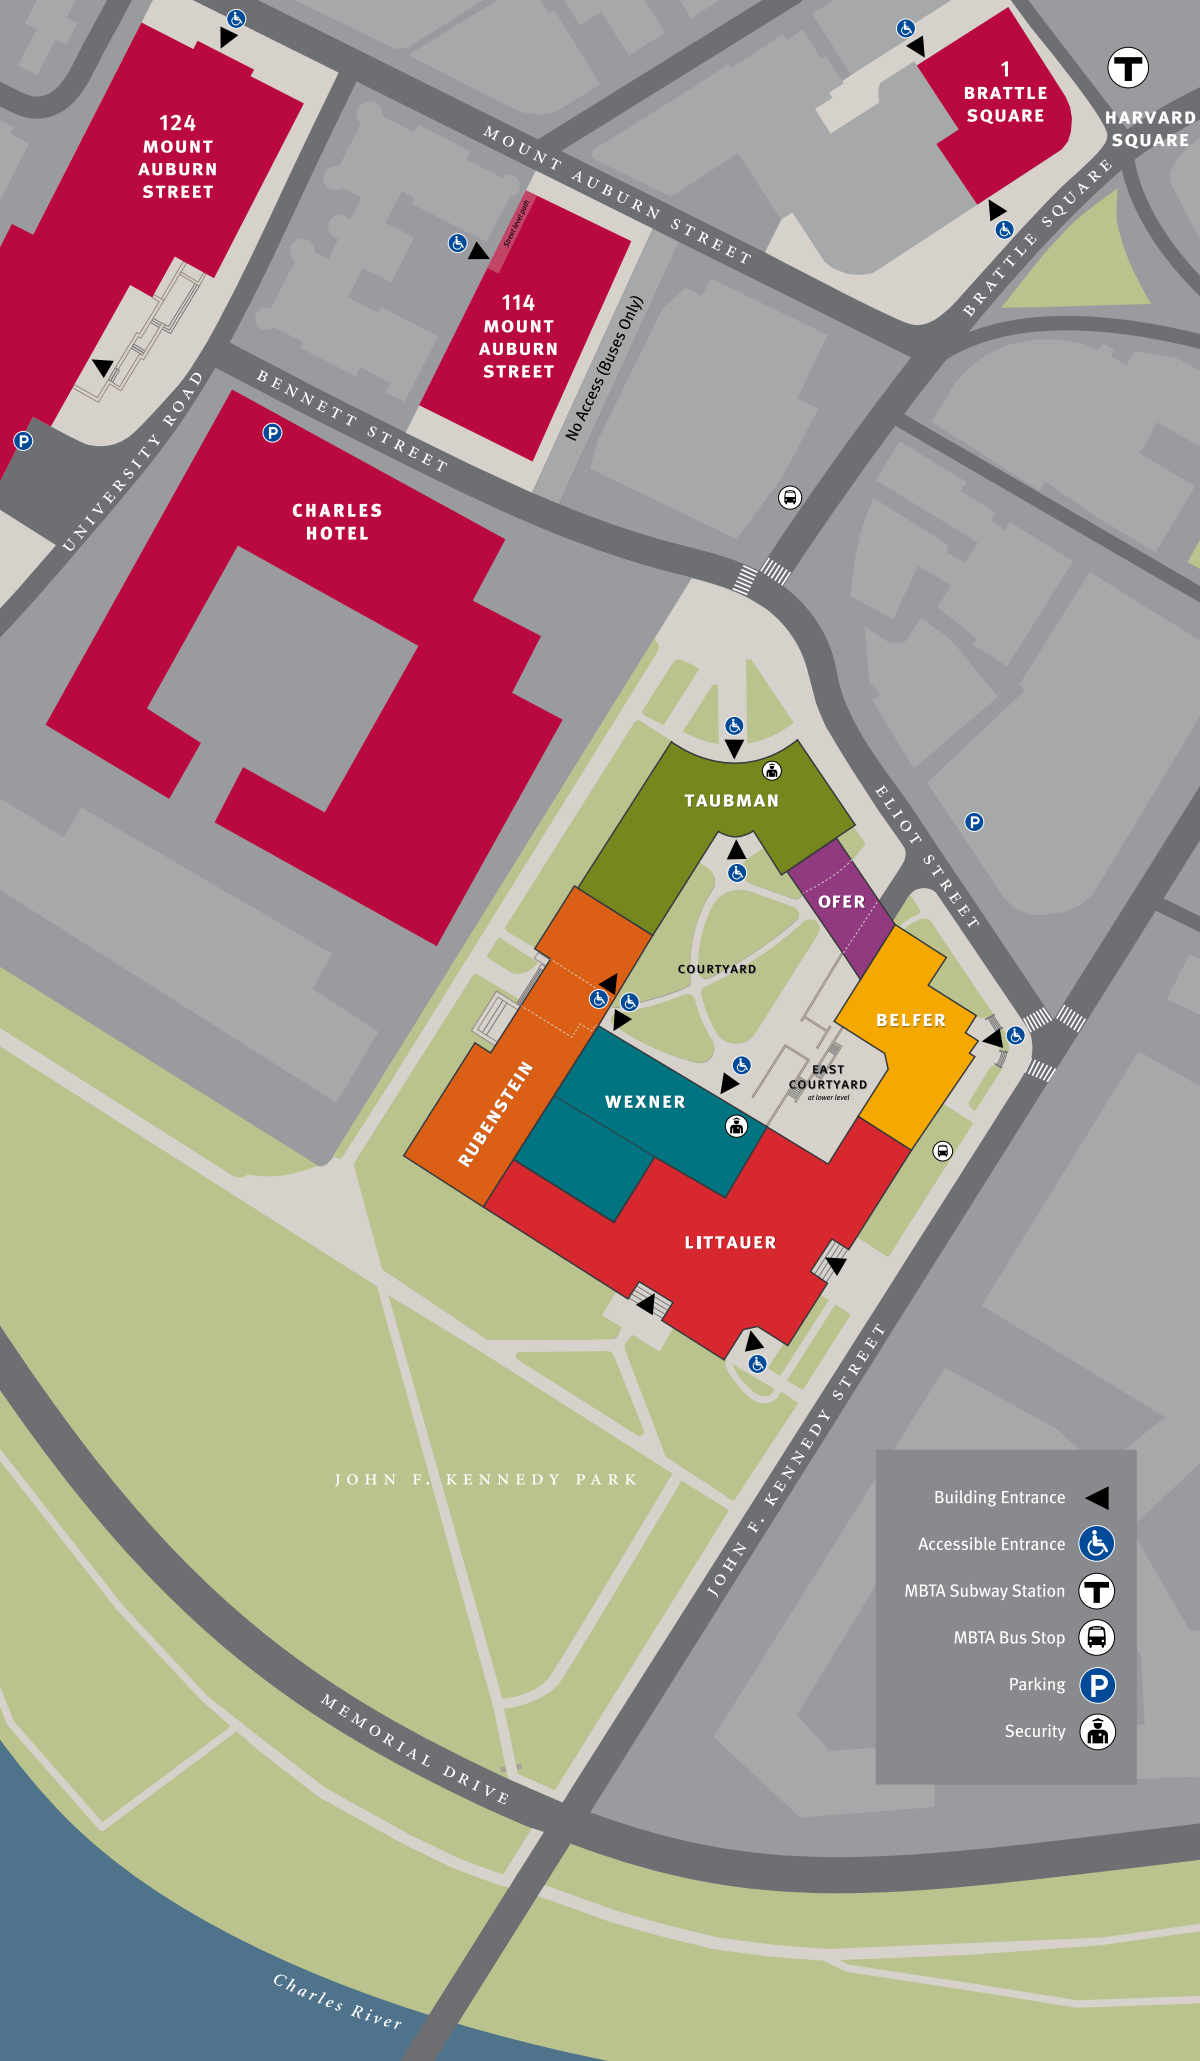 124
MOUNT
AUBURN
STREET
1
BRATTLE
SQUARE
T
HARVARD
SQUARE
MOUNT AUBURN STREET
BRATTLE SQUARE
Street level path
114
MOUNT
AUBURN
STREET
No Access (Buses Only)
BENNETT STREET
UNIVERSITY ROAD
P
P
CHARLES
HOTEL
TAUBMAN
ELIOT STREET
P
OFER
COURTYARD
BELFER
EAST
COURTYARD
at lower level
WEXNER
RUBENSTEIN
LITTAUER
JOHN F. KENNEDY STREET
JOHN F. KENNEDY PARK
Building Entrance
Accessible Entrance
MBTA Subway Station T
MBTA Bus Stop
Parking P
Security
MEMORIAL DRIVE
Charles River